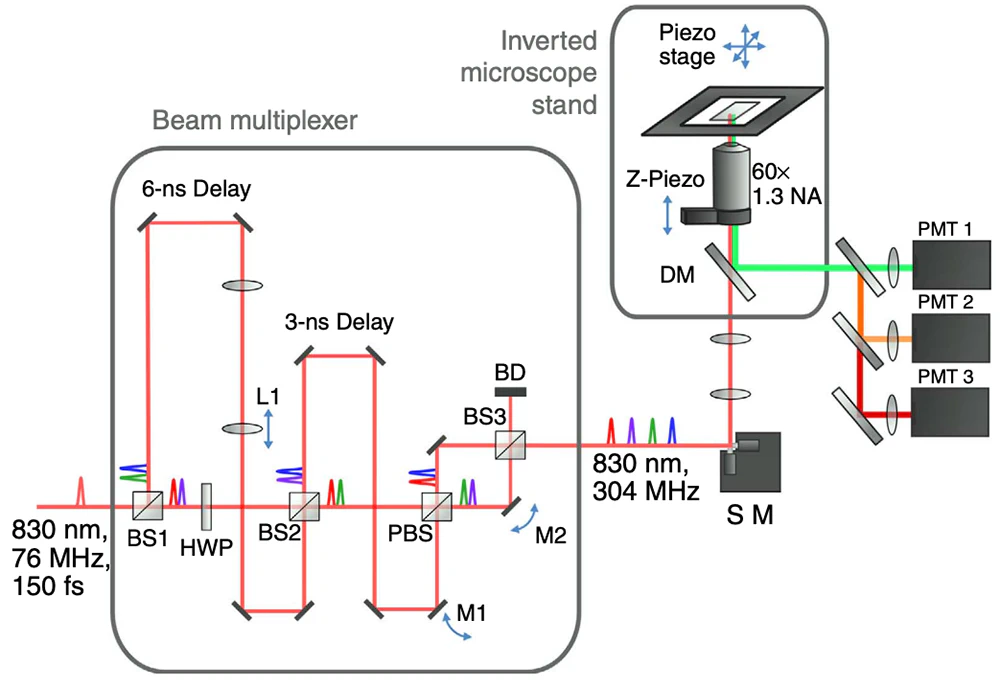 Piezo
stage
Inverted
microscope
stand
Beam multiplexer
6-ns Delay
Z-Piezo
60×
1.3 NA
PMT 1
DM
PMT 2
3-ns Delay
BD
PMT 3
L1
BS3
830 nm,
304 MHz
S M
BS1
HWP
BS2
PBS
M2
830 nm,
76 MHz,
150 fs
M1